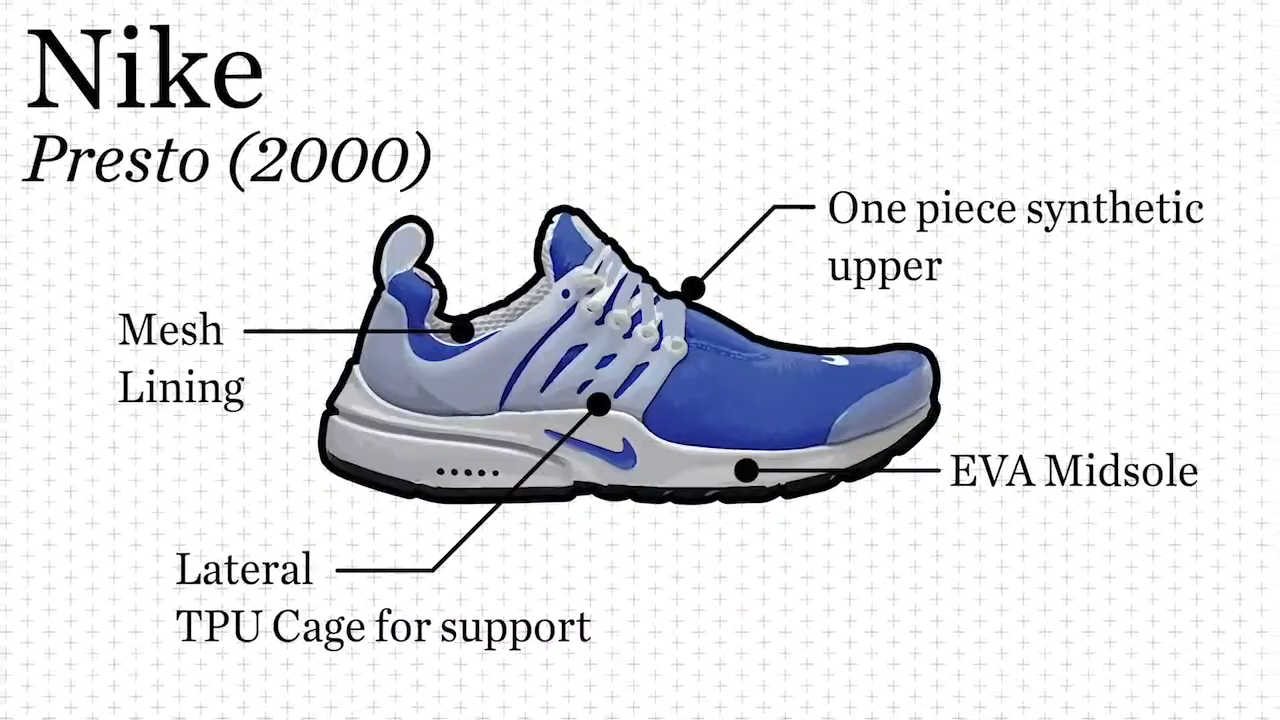 Nike
Presto (2000)
One piece synthetic
upper
Mesh
Lining
EVA Midsole
Lateral
TPU Cage for support